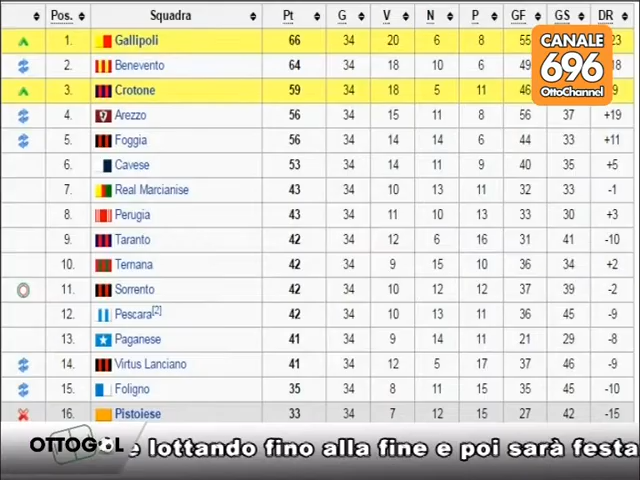 Pos. Squadra Pt G V N P GF GS DR
1. Gallipoli 66 34 20 6 8 55 23
2. Benevento 64 34 18 10 6 49 18
3. Crotone 59 34 18 5 11 46 9
4. Arezzo 56 34 15 11 8 56 37 +19
5. Foggia 56 34 14 14 6 44 33 +11
6. Cavese 53 34 14 11 9 40 35 +5
7. Real Marcianise 43 34 10 13 11 32 33 -1
8. Perugia 43 34 11 10 13 33 30 +3
9. Taranto 42 34 12 6 16 31 41 -10
10. Ternana 42 34 9 15 10 36 34 +2
11. Sorrento 42 34 10 12 12 37 39 -2
12. Pescara[2] 42 34 10 13 11 36 45 -9
13. Paganese 41 34 9 14 11 21 29 -8
14. Virtus Lanciano 41 34 12 5 17 37 46 -9
15. Foligno 35 34 8 11 15 35 45 -10
16. Pistoiese 33 34 7 12 15 27 42 -15
CANALE
696
OttoChannel
OTTOGOL
e lottando fino alla fine e poi sarà festa